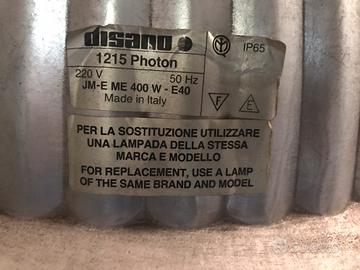 disano
1215 Photon
IP65
220 V 50 Hz
JM-E ME 400 W - E40
Made in Italy
F
PER LA SOSTITUZIONE UTILIZZARE
UNA LAMPADA DELLA STESSA
MARCA E MODELLO
FOR REPLACEMENT, USE A LAMP
OF THE SAME BRAND AND MODEL